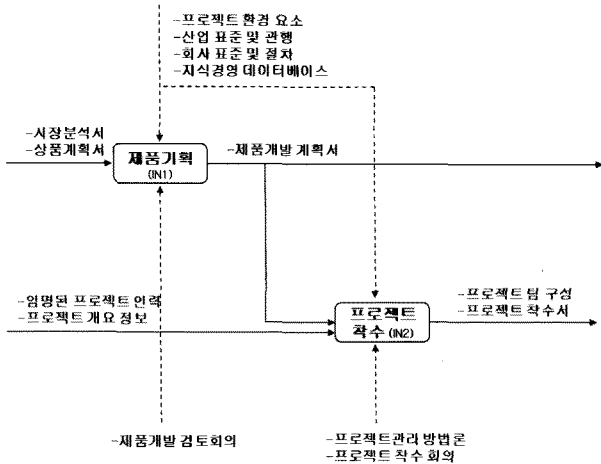 -프로젝트 환경 요소
-산업 표준 및 관행
-회사 표준 및 절차
-지식경영 데이터베이스
-시장분석서
-상품계획서
제품기획
(IN1)
-제품개발 계획서
-임명된 프로젝트 인력
-프로젝트 개요 정보
프로젝트
착수 (IN2)
-프로젝트 팀 구성
-프로젝트 착수서
-제품개발 검토회의
-프로젝트관리 방법론
-프로젝트 착수 회의